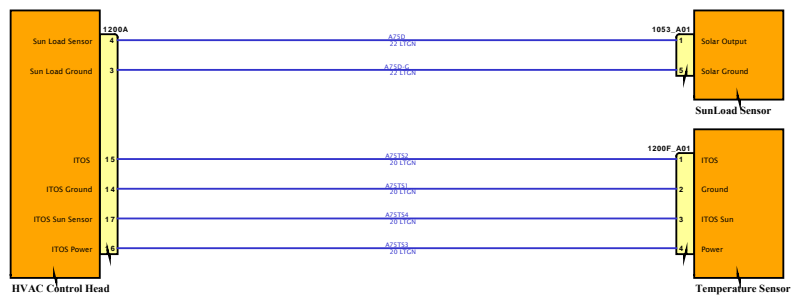 1200A
1053_A01
Sun Load Sensor 4 A75D 1 Solar Output
22 LTGN
Sun Load Ground 3 A75D-G 5 Solar Ground
22 LTGN
SunLoad Sensor
1200F_A01
ITOS 15 A75TS2 1 ITOS
20 LTGN
ITOS Ground 14 A75TS1 2 Ground
20 LTGN
ITOS Sun Sensor 17 A75TS4 3 ITOS Sun
20 LTGN
ITOS Power 6 A75TS3 4 Power
20 LTGN
HVAC Control Head
Temperature Sensor